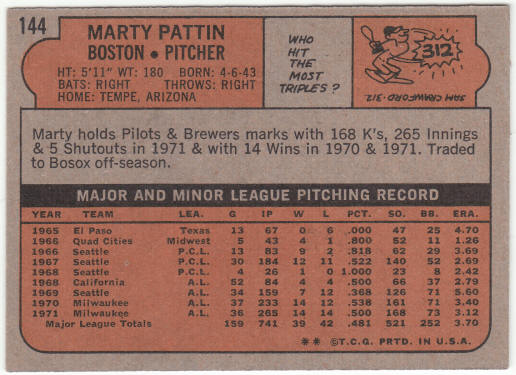 144
MARTY PATTIN
BOSTON • PITCHER
HT: 5'11" WT: 180 BORN: 4-6-43
BATS: RIGHT THROWS: RIGHT
HOME: TEMPE, ARIZONA
WHO
HIT
THE
MOST
TRIPLES?
312
SAM CRAWFORD-312
Marty holds Pilots & Brewers marks with 168 K's, 265 Innings
& 5 Shutouts in 1971 & with 14 Wins in 1970 & 1971. Traded
to Bosox off-season.
MAJOR AND MINOR LEAGUE PITCHING RECORD
YEAR TEAM LEA. G IP W L PCT. SO. BB. ERA.
1965 El Paso Texas 13 67 0 6 .000 47 25 4.70
1966 Quad Cities Midwest 5 43 4 1 .800 52 11 1.26
1966 Seattle P.C.L. 13 83 9 2 .818 62 29 3.69
1967 Seattle P.C.L. 30 184 12 11 .522 140 52 2.69
1968 Seattle P.C.L. 4 26 1 0 1.000 23 8 2.42
1968 California A.L. 52 84 4 4 .500 66 37 2.79
1969 Seattle A.L. 34 159 7 12 .368 126 71 5.60
1970 Milwaukee A.L. 37 233 14 12 .538 161 71 3.40
1971 Milwaukee A.L. 36 265 14 14 .500 168 73 3.12
Major League Totals 159 741 39 42 .481 521 252 3.70
** ©T.C.G. PRTD. IN U.S.A.